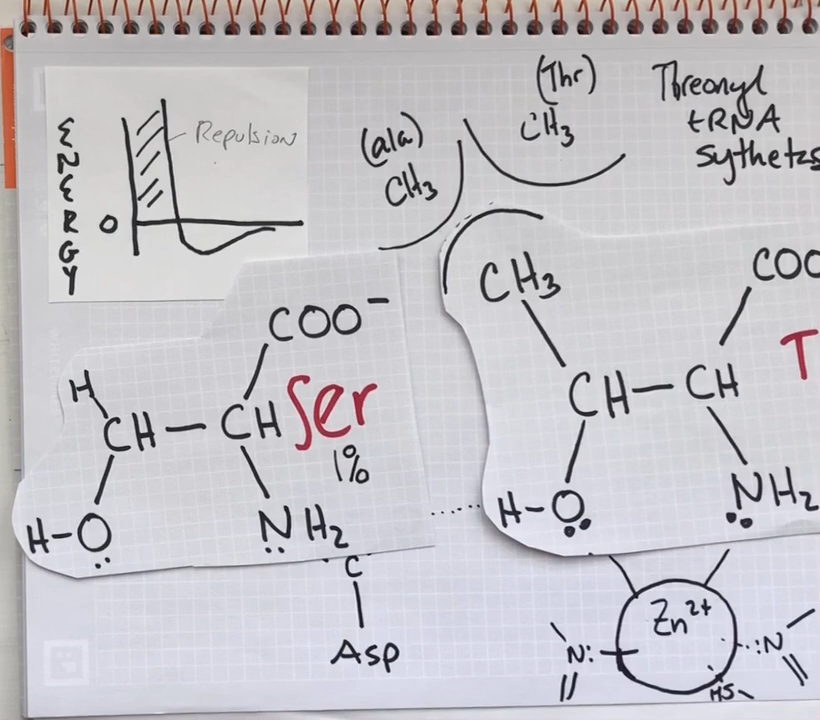 ENERGY
Repulsion
0
(ala)
CH3
(Thr)
CH3
Threonyl
tRNA
Sythetas
COO⁻
H
CH — CH
Ser
1%
H-O
NH2
C
Asp
CH3
COO
CH — CH
T
H-O
NH2
Zn²⁺
N:
:N
HS